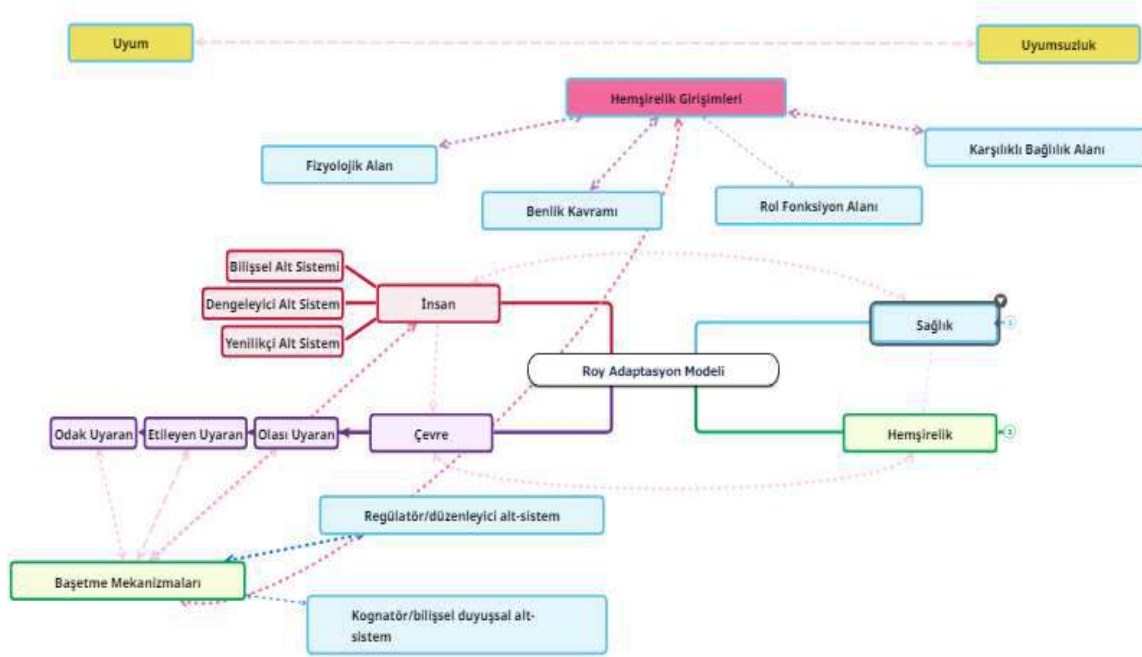 Uyum
Uyumsuzluk
Hemşirelik Girişimleri
Fizyolojik Alan
Karşılıklı Bağlılık Alanı
Benlik Kavramı
Rol Fonksiyon Alanı
Bilişsel Alt Sistemi
Dengeleyici Alt Sistem
İnsan
Yenilikçi Alt Sistem
Sağlık
Roy Adaptasyon Modeli
Odak Uyaran
Etileyen Uyaran
Olası Uyaran
Çevre
Hemşirelik
Regülatör/düzenleyici alt-sistem
Başetme Mekanizmaları
Kognatör/bilişsel duyuşsal alt-
sistem